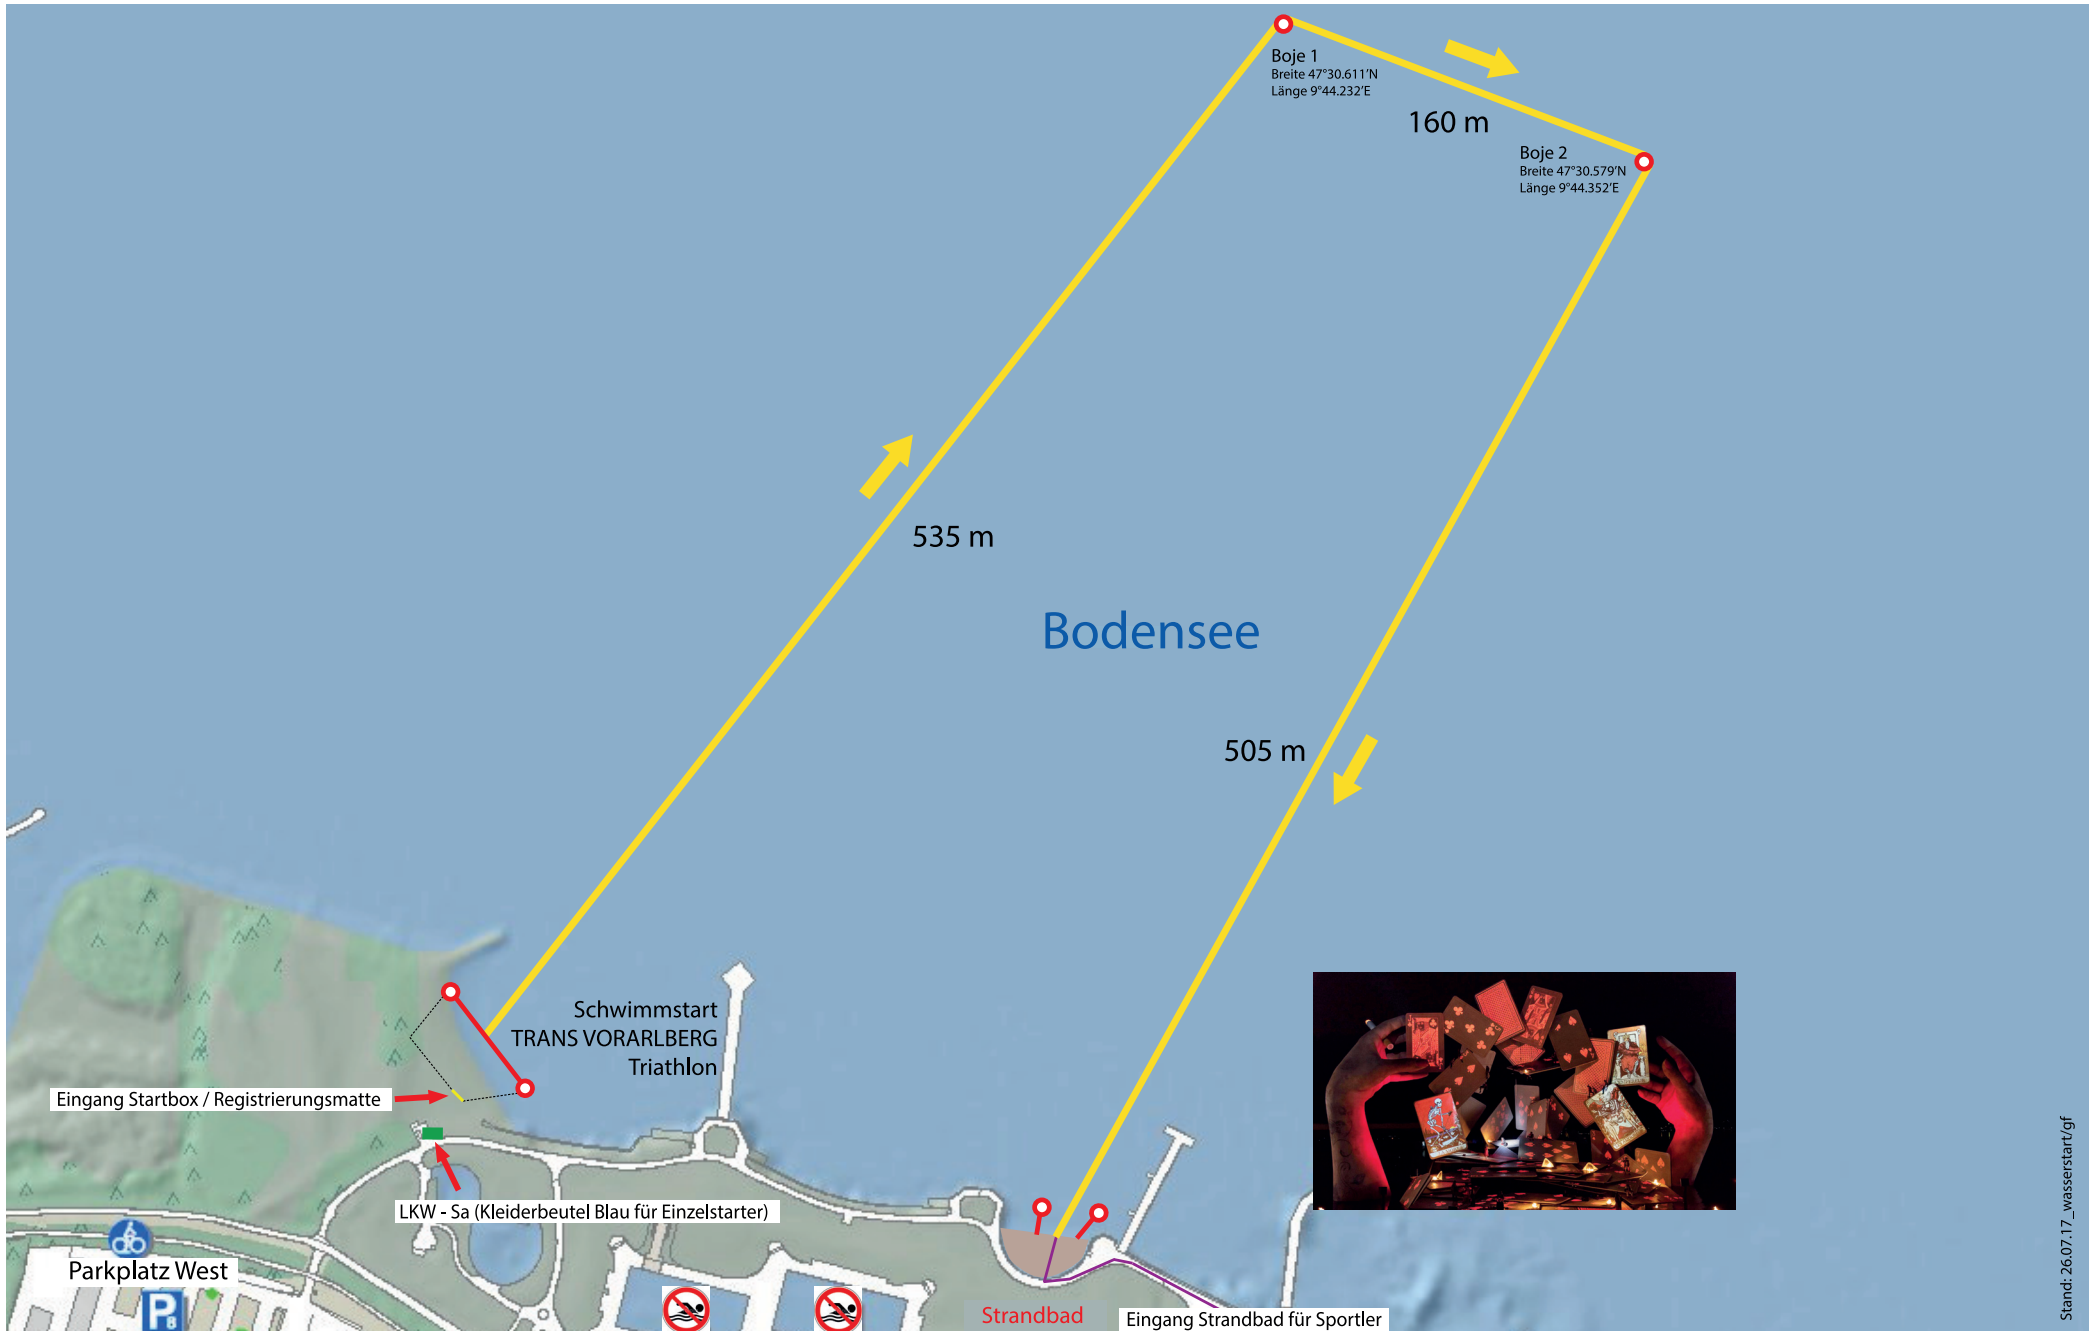 Boje 1
Breite 47°30.611'N
Länge 9°44.232'E
160 m
Boje 2
Breite 47°30.579'N
Länge 9°44.352'E
535 m
Bodensee
505 m
Schwimmstart
TRANS VORARLBERG
Triathlon
Eingang Startbox / Registrierungsmatte
LKW - Sa (Kleiderbeutel Blau für Einzelstarter)
Parkplatz West
P8
Strandbad
Eingang Strandbad für Sportler
Stand: 26.07.17_wasserstart/gf